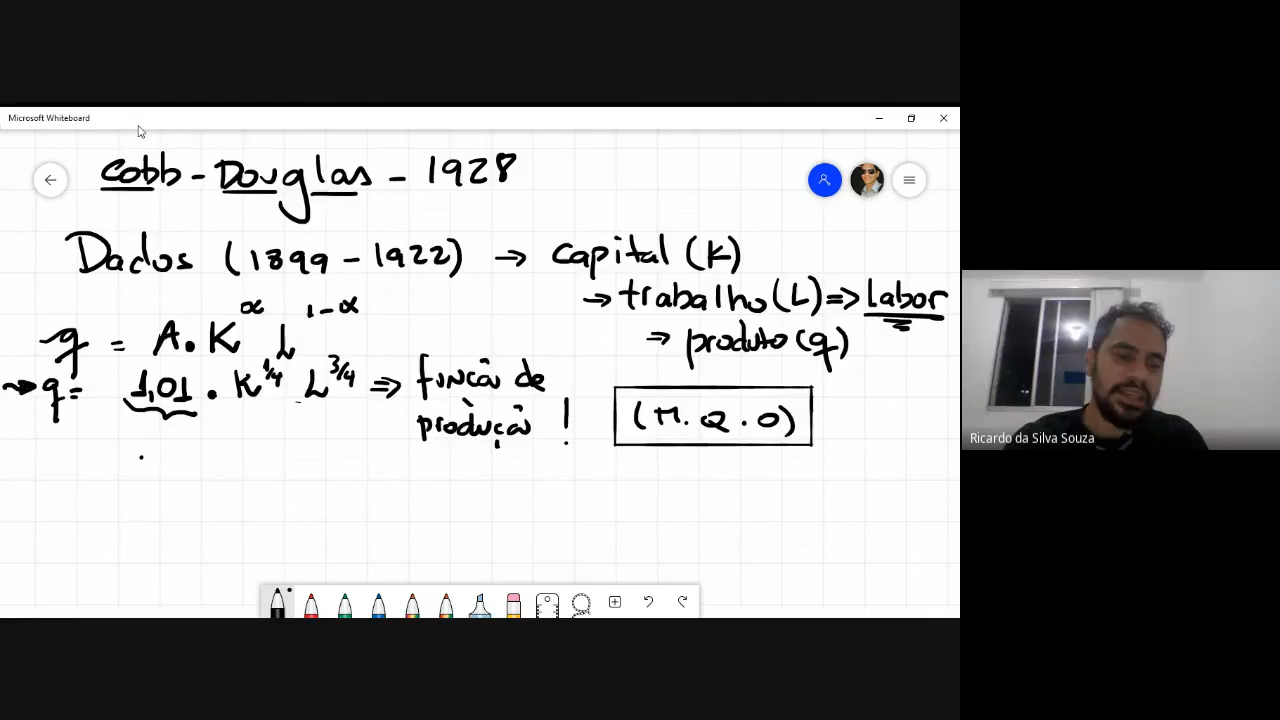 Microsoft Whiteboard
Cobb - Douglas - 1928
Dados (1899 - 1922) → Capital (K)
→ trabalho (L) ⇒ Labor
→ produto (q)
q = A . K^α L^1-α
→ q = 1,01 . K^1/4 L^3/4 ⇒ função de
produção !
(M.Q.O)
Ricardo da Silva Souza